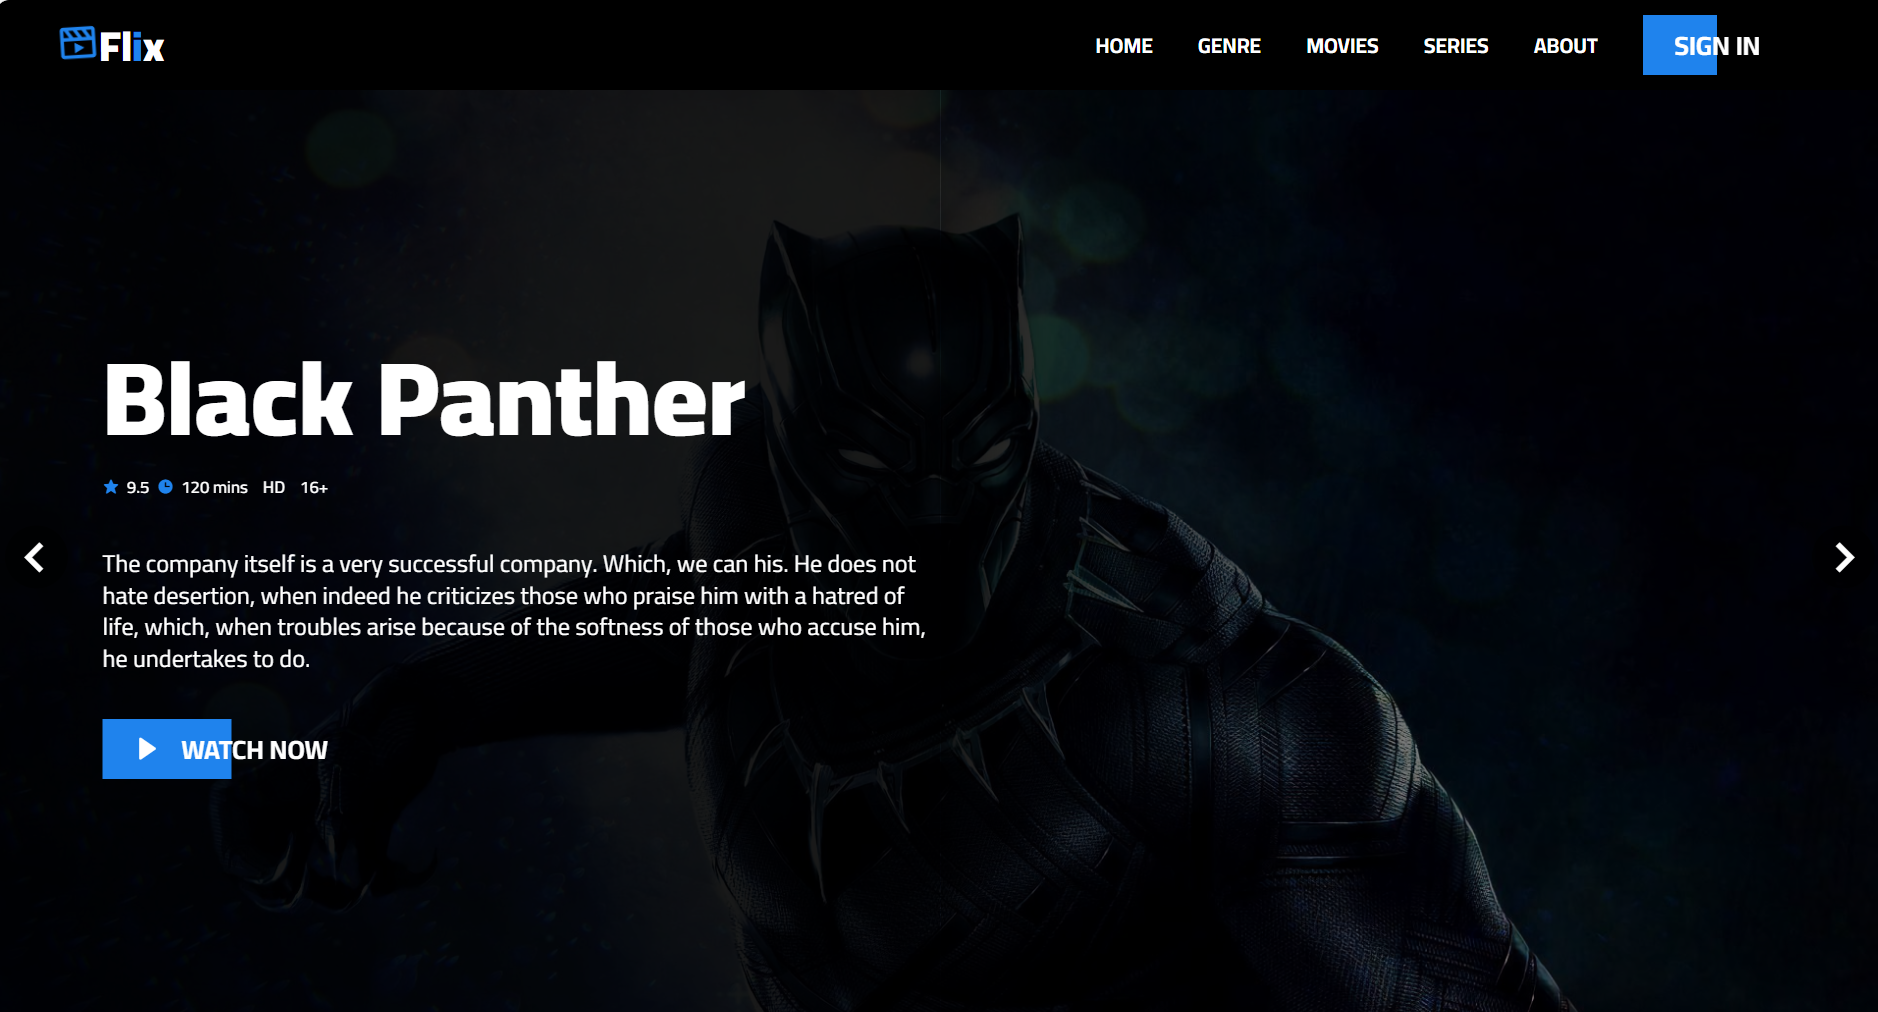 Flix
HOME GENRE MOVIES SERIES ABOUT SIGN IN
Black Panther
9.5 120 mins HD 16+
The company itself is a very successful company. Which, we can his. He does not
hate desertion, when indeed he criticizes those who praise him with a hatred of
life, which, when troubles arise because of the softness of those who accuse him,
he undertakes to do.
WATCH NOW